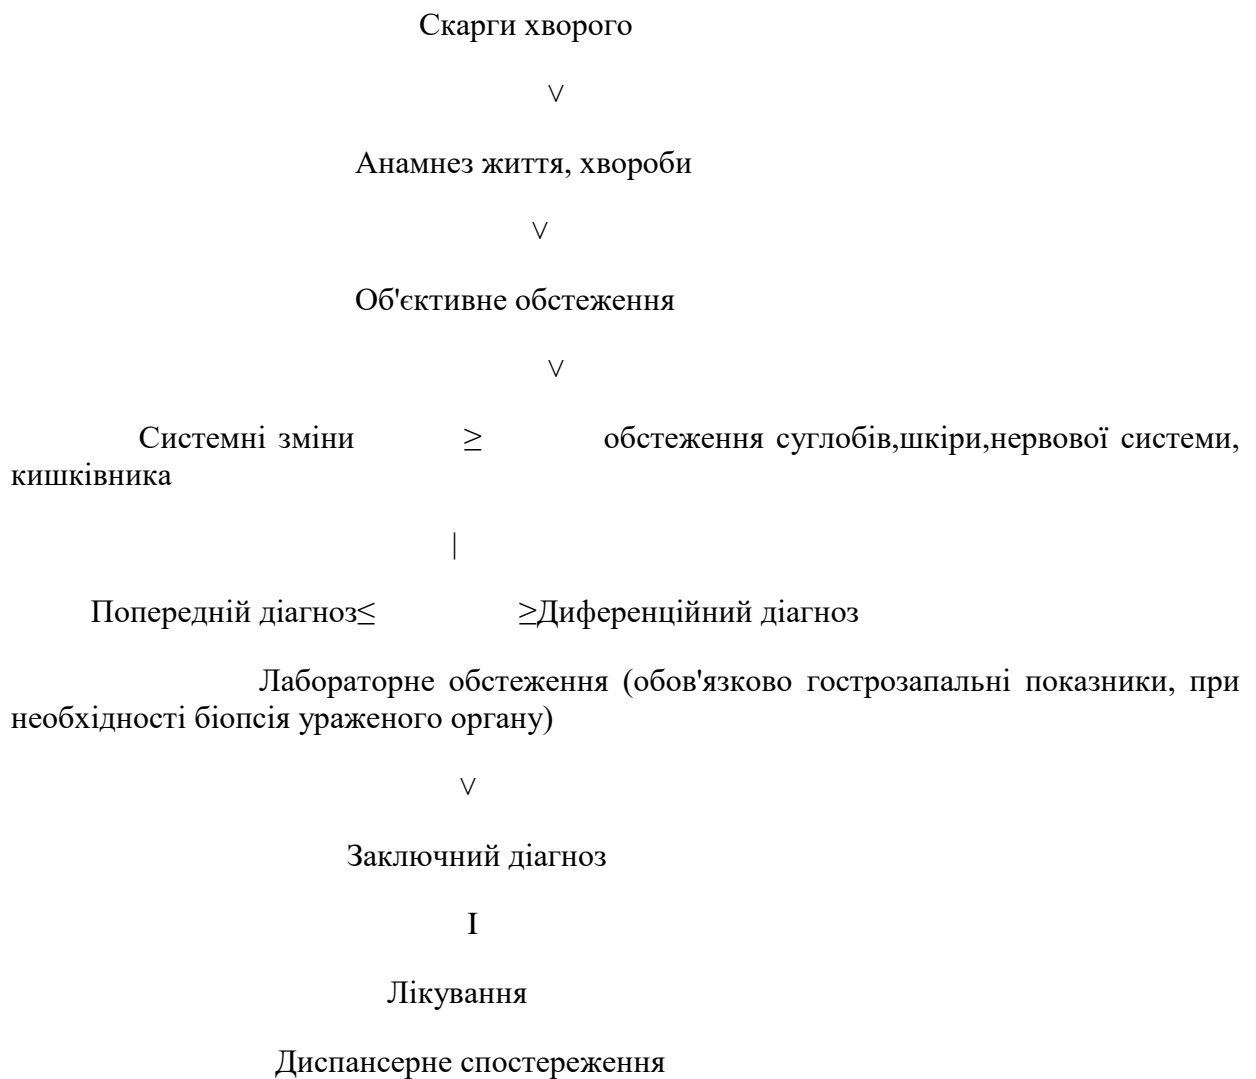 Скарги хворого
˅
Анамнез життя, хвороби
˅
Об'єктивне обстеження
˅
Системні зміни ≥ обстеження суглобів,шкіри,нервової системи,
кишківника
|
Попередній діагноз≤ ≥Диференційний діагноз
Лабораторне обстеження (обов'язково гострозапальні показники, при
необхідності біопсія ураженого органу)
˅
Заключний діагноз
І
Лікування
Диспансерне спостереження